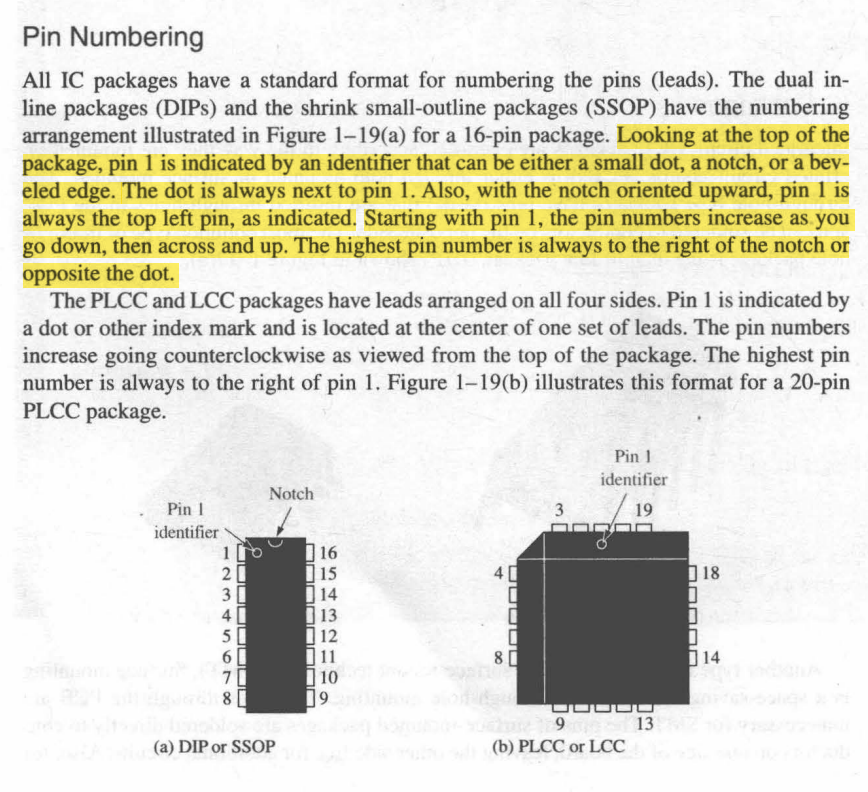 Pin Numbering
All IC packages have a standard format for numbering the pins (leads). The dual in-
line packages (DIPs) and the shrink small-outline packages (SSOP) have the numbering
arrangement illustrated in Figure 1–19(a) for a 16-pin package. Looking at the top of the
package, pin 1 is indicated by an identifier that can be either a small dot, a notch, or a bev-
eled edge. The dot is always next to pin 1. Also, with the notch oriented upward, pin 1 is
always the top left pin, as indicated. Starting with pin 1, the pin numbers increase as you
go down, then across and up. The highest pin number is always to the right of the notch or
opposite the dot.
The PLCC and LCC packages have leads arranged on all four sides. Pin 1 is indicated by
a dot or other index mark and is located at the center of one set of leads. The pin numbers
increase going counterclockwise as viewed from the top of the package. The highest pin
number is always to the right of pin 1. Figure 1–19(b) illustrates this format for a 20-pin
PLCC package.
Notch
Pin 1
identifier
1 16
2 15
3 14
4 13
5 12
6 11
7 10
8 9
(a) DIP or SSOP
Pin 1
identifier
3 19
4 18
8 14
9 13
(b) PLCC or LCC